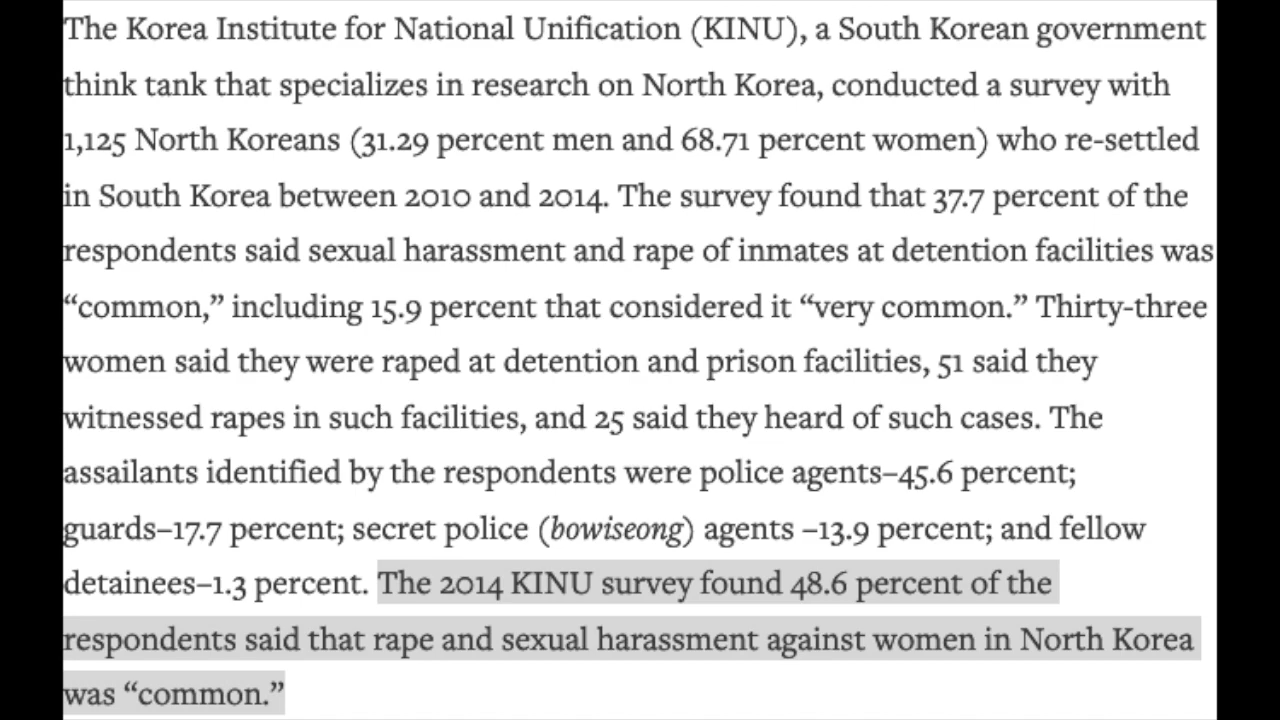 The Korea Institute for National Unification (KINU), a South Korean government
think tank that specializes in research on North Korea, conducted a survey with
1,125 North Koreans (31.29 percent men and 68.71 percent women) who re-settled
in South Korea between 2010 and 2014. The survey found that 37.7 percent of the
respondents said sexual harassment and rape of inmates at detention facilities was
“common,” including 15.9 percent that considered it “very common.” Thirty-three
women said they were raped at detention and prison facilities, 51 said they
witnessed rapes in such facilities, and 25 said they heard of such cases. The
assailants identified by the respondents were police agents–45.6 percent;
guards–17.7 percent; secret police (bowiseong) agents –13.9 percent; and fellow
detainees–1.3 percent. The 2014 KINU survey found 48.6 percent of the
respondents said that rape and sexual harassment against women in North Korea
was “common.”